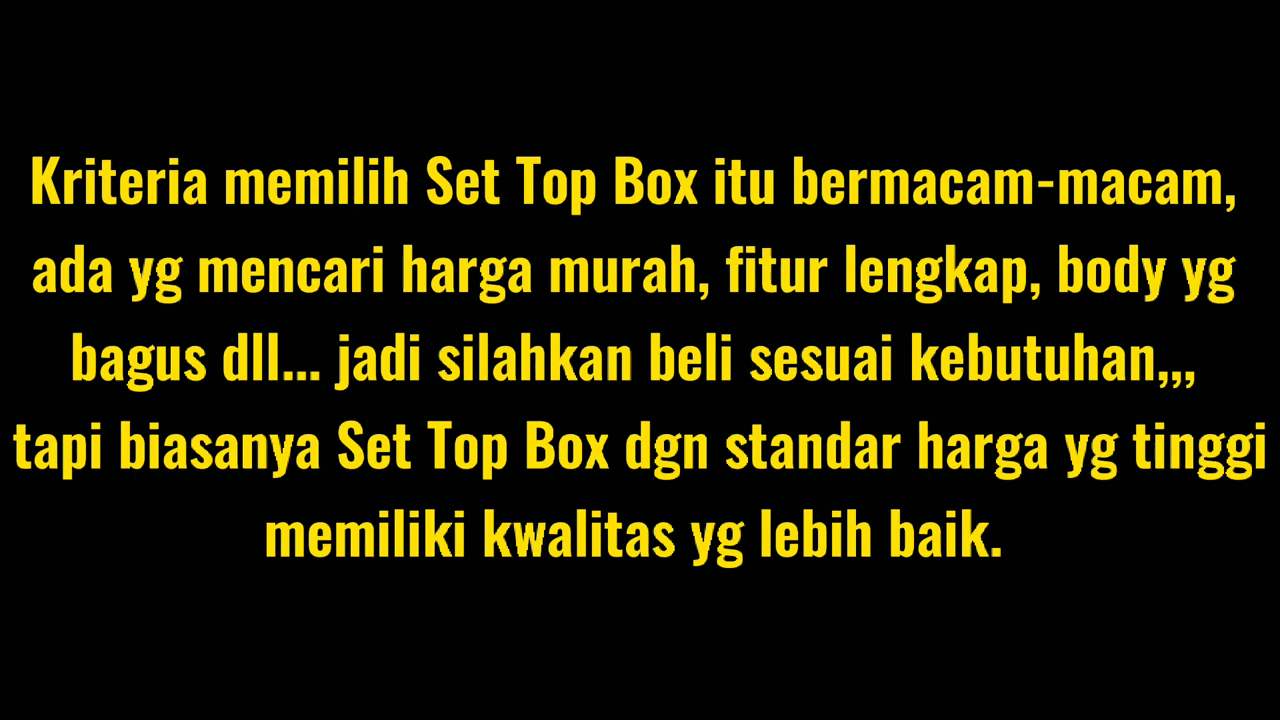 Kriteria memilih Set Top Box itu bermacam-macam,
ada yg mencari harga murah, fitur lengkap, body yg
bagus dll... jadi silahkan beli sesuai kebutuhan,,,
tapi biasanya Set Top Box dgn standar harga yg tinggi
memiliki kwalitas yg lebih baik.